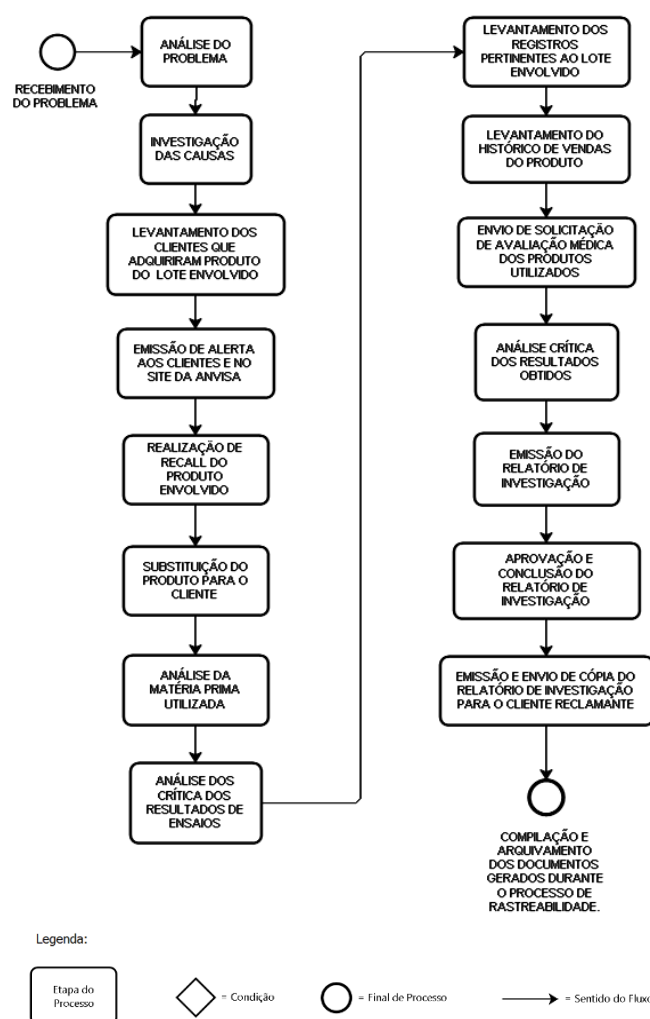 RECEBIMENTO
DO PROBLEMA
ANÁLISE DO
PROBLEMA
INVESTIGAÇÃO
DAS CAUSAS
LEVANTAMENTO DOS
CLIENTES QUE
ADQUIRIRAM PRODUTO
DO LOTE ENVOLVIDO
EMISSÃO DE ALERTA
AOS CLIENTES E NO
SITE DA ANVISA
REALIZAÇÃO DE
RECALL DO
PRODUTO
ENVOLVIDO
SUBSTITUIÇÃO DO
PRODUTO PARA O
CLIENTE
ANÁLISE DA
MATÉRIA PRIMA
UTILIZADA
ANÁLISE DOS
CRÍTICA DOS
RESULTADOS DE
ENSAIOS
LEVANTAMENTO DOS
REGISTROS
PERTINENTES AO LOTE
ENVOLVIDO
LEVANTAMENTO DO
HISTÓRICO DE VENDAS
DO PRODUTO
ENVIO DE SOLICITAÇÃO
DE AVALIAÇÃO MÉDICA
DOS PRODUTOS
UTILIZADOS
ANÁLISE CRÍTICA
DOS RESULTADOS
OBTIDOS
EMISSÃO DO
RELATÓRIO DE
INVESTIGAÇÃO
APROVAÇÃO E
CONCLUSÃO DO
RELATÓRIO DE
INVESTIGAÇÃO
EMISSÃO E ENVIO DE CÓPIA DO
RELATÓRIO DE INVESTIGAÇÃO
PARA O CLIENTE RECLAMANTE
COMPILAÇÃO E
ARQUIVAMENTO
DOS DOCUMENTOS
GERADOS DURANTE
O PROCESSO DE
RASTREABILIDADE.
Legenda:
Etapa do
Processo
= Condição
= Final de Processo
= Sentido do Fluxo